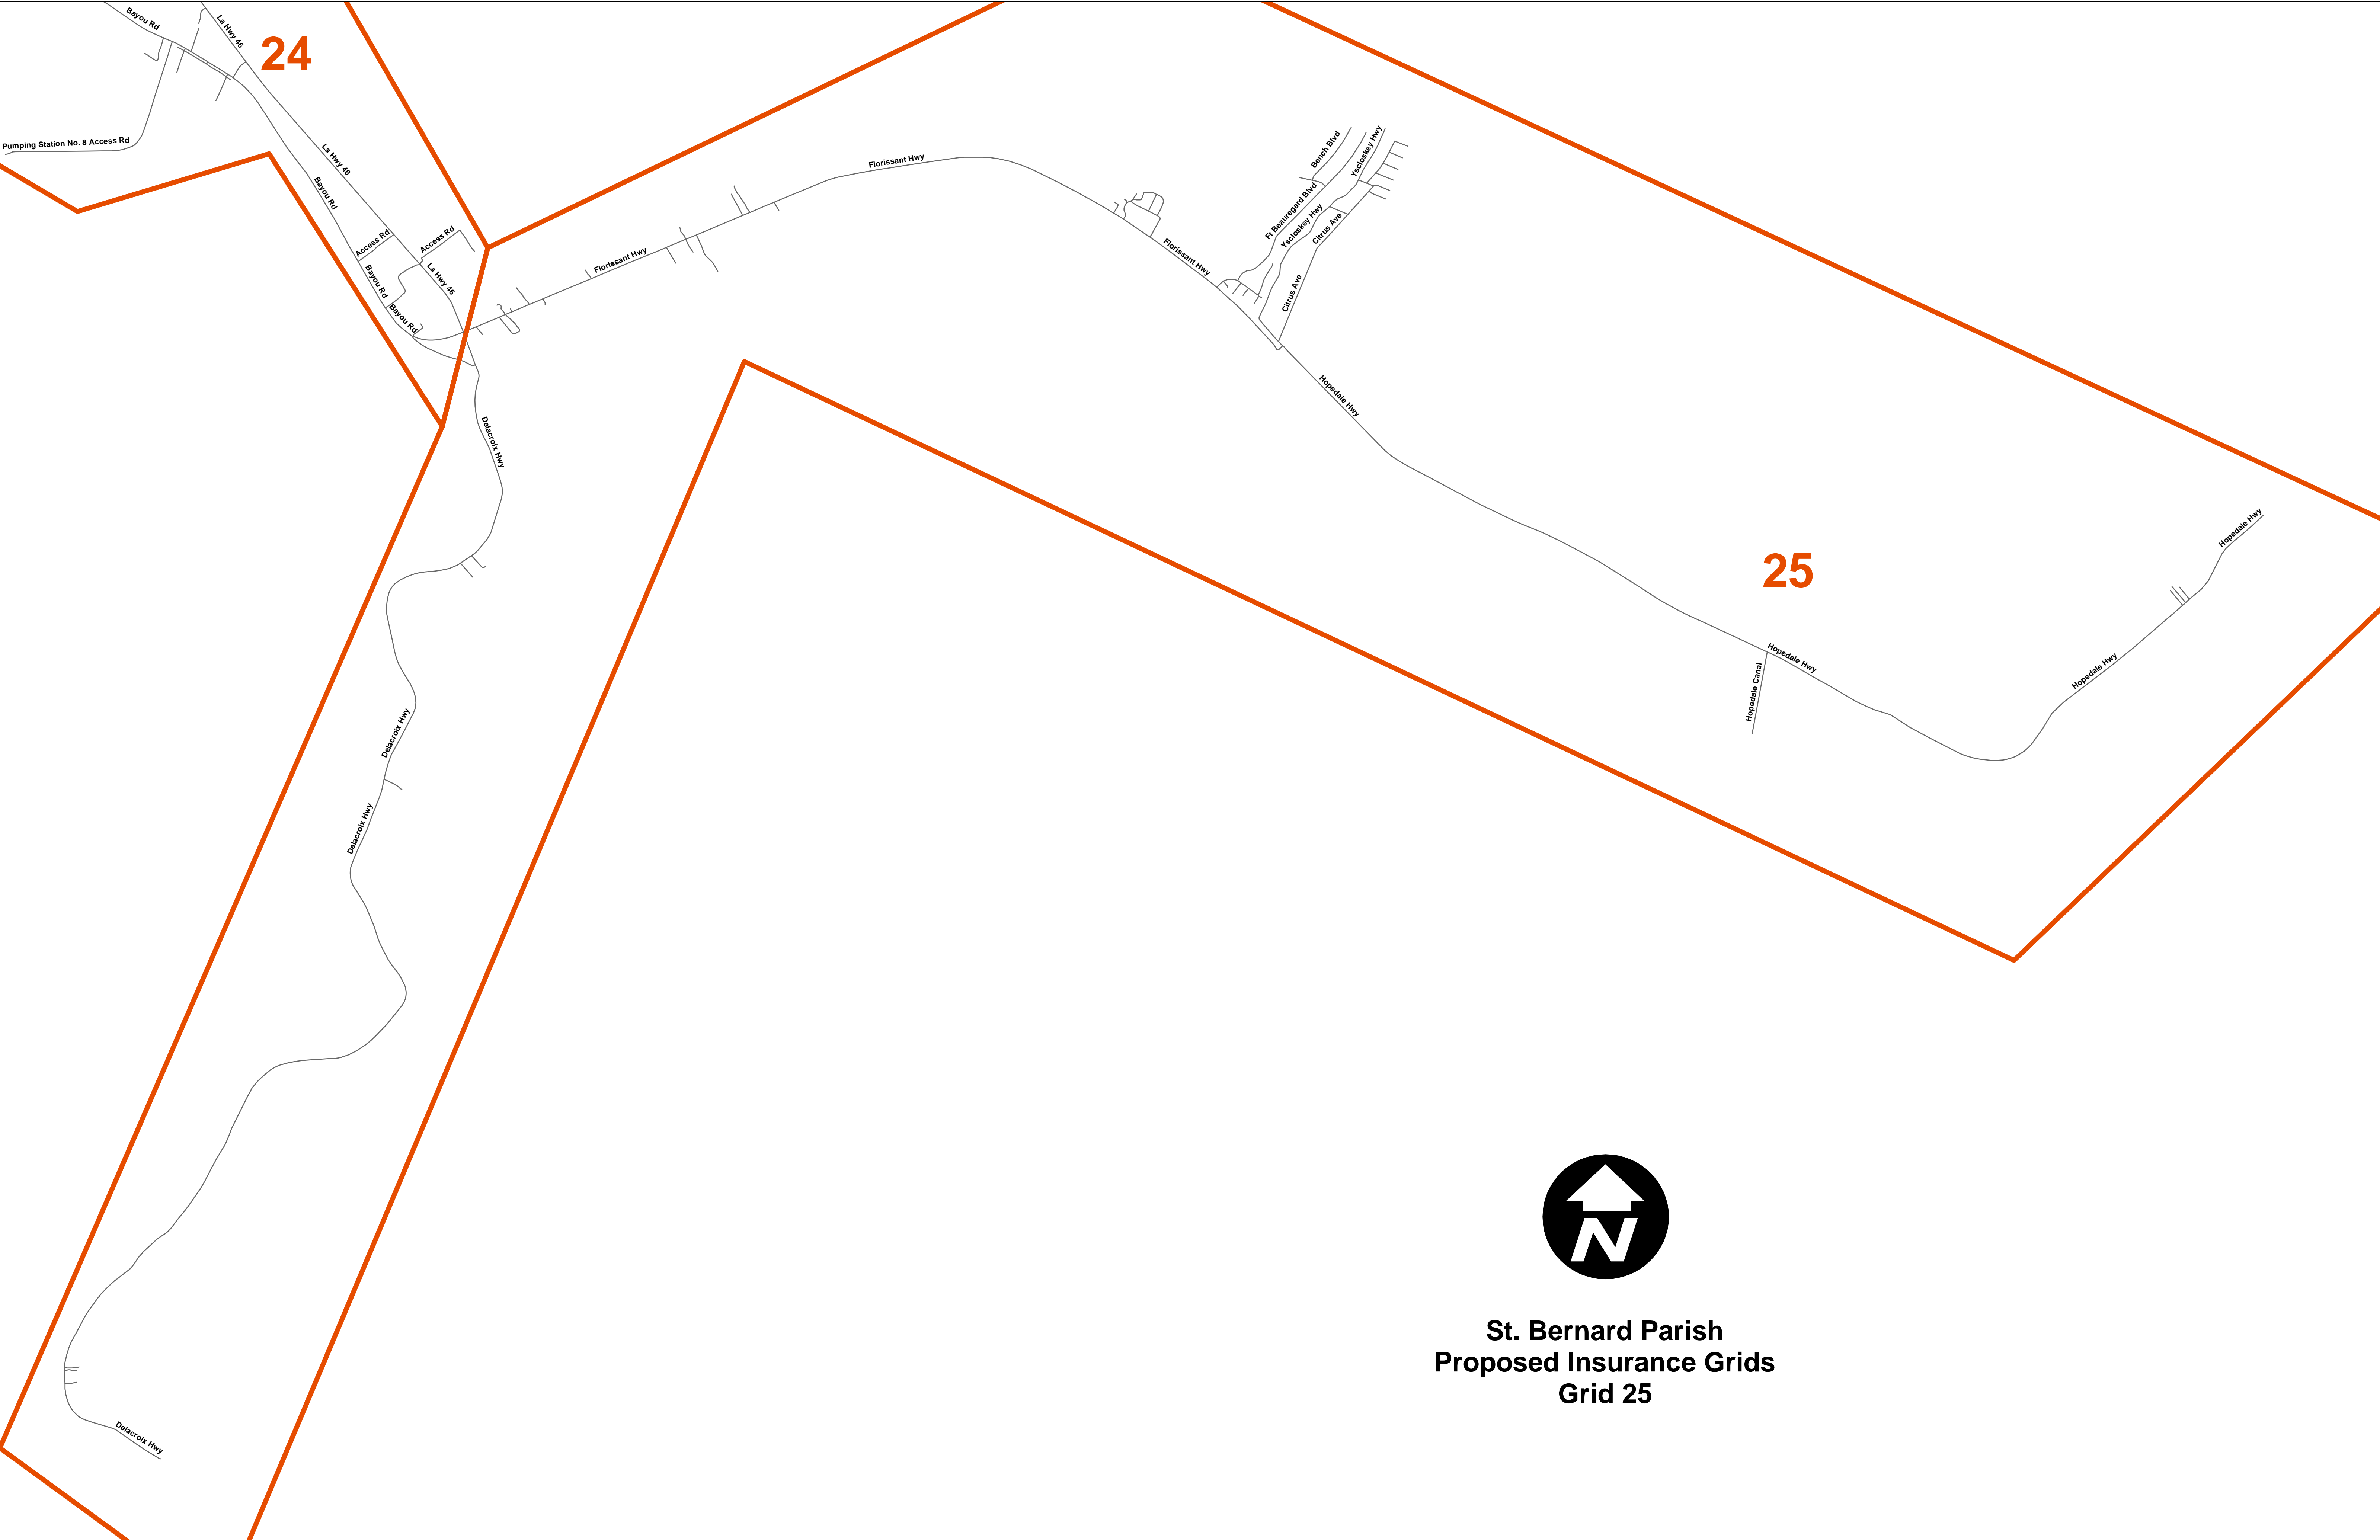 Bayou Rd
La Hwy 46
24
Pumping Station No. 8 Access Rd
La Hwy 46
Bayou Rd
Access Rd
Access Rd
Bayou Rd
La Hwy 46
Bayou Rd
Florissant Hwy
Florissant Hwy
Florissant Hwy
Bench Blvd
Yscloskey Hwy
Ft Beauregard Blvd
Yscloskey Hwy
Citrus Ave
Citrus Ave
Hopedale Hwy
Delacroix Hwy
25
Hopedale Hwy
Hopedale Hwy
Hopedale Canal
Hopedale Hwy
Delacroix Hwy
Delacroix Hwy
Delacroix Hwy
N
St. Bernard Parish
Proposed Insurance Grids
Grid 25